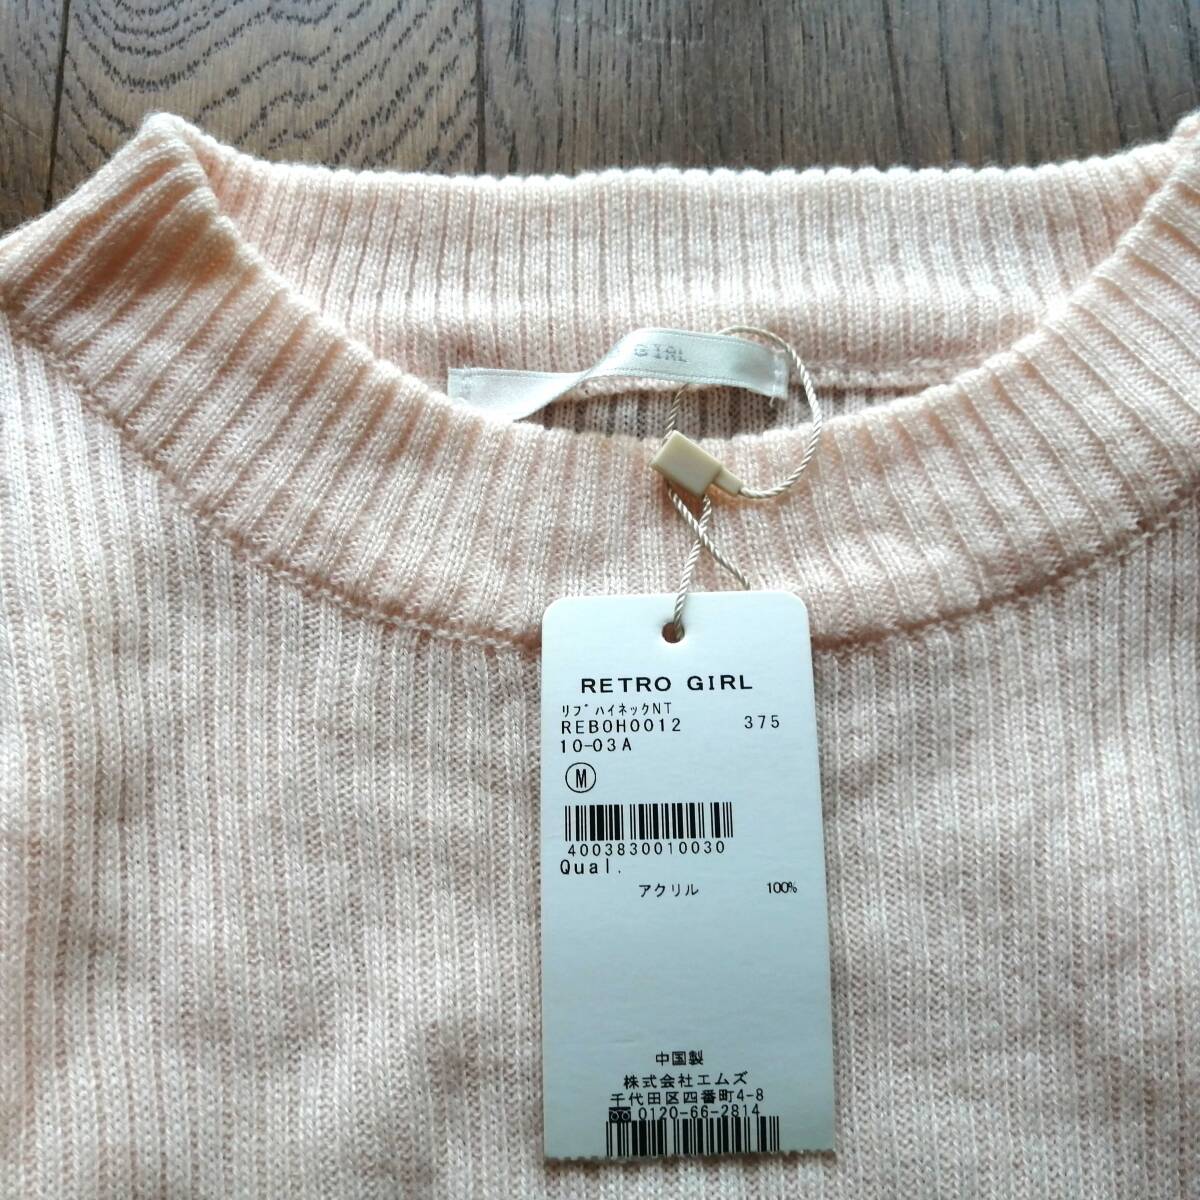 GIRL
RETRO GIRL
リブハイネックNT
REB0H0012 375
10-03A
M
4003830010030
Qual.
アクリル 100%
中国製
株式会社エムズ
千代田区四番町4-8
0120-66-2814